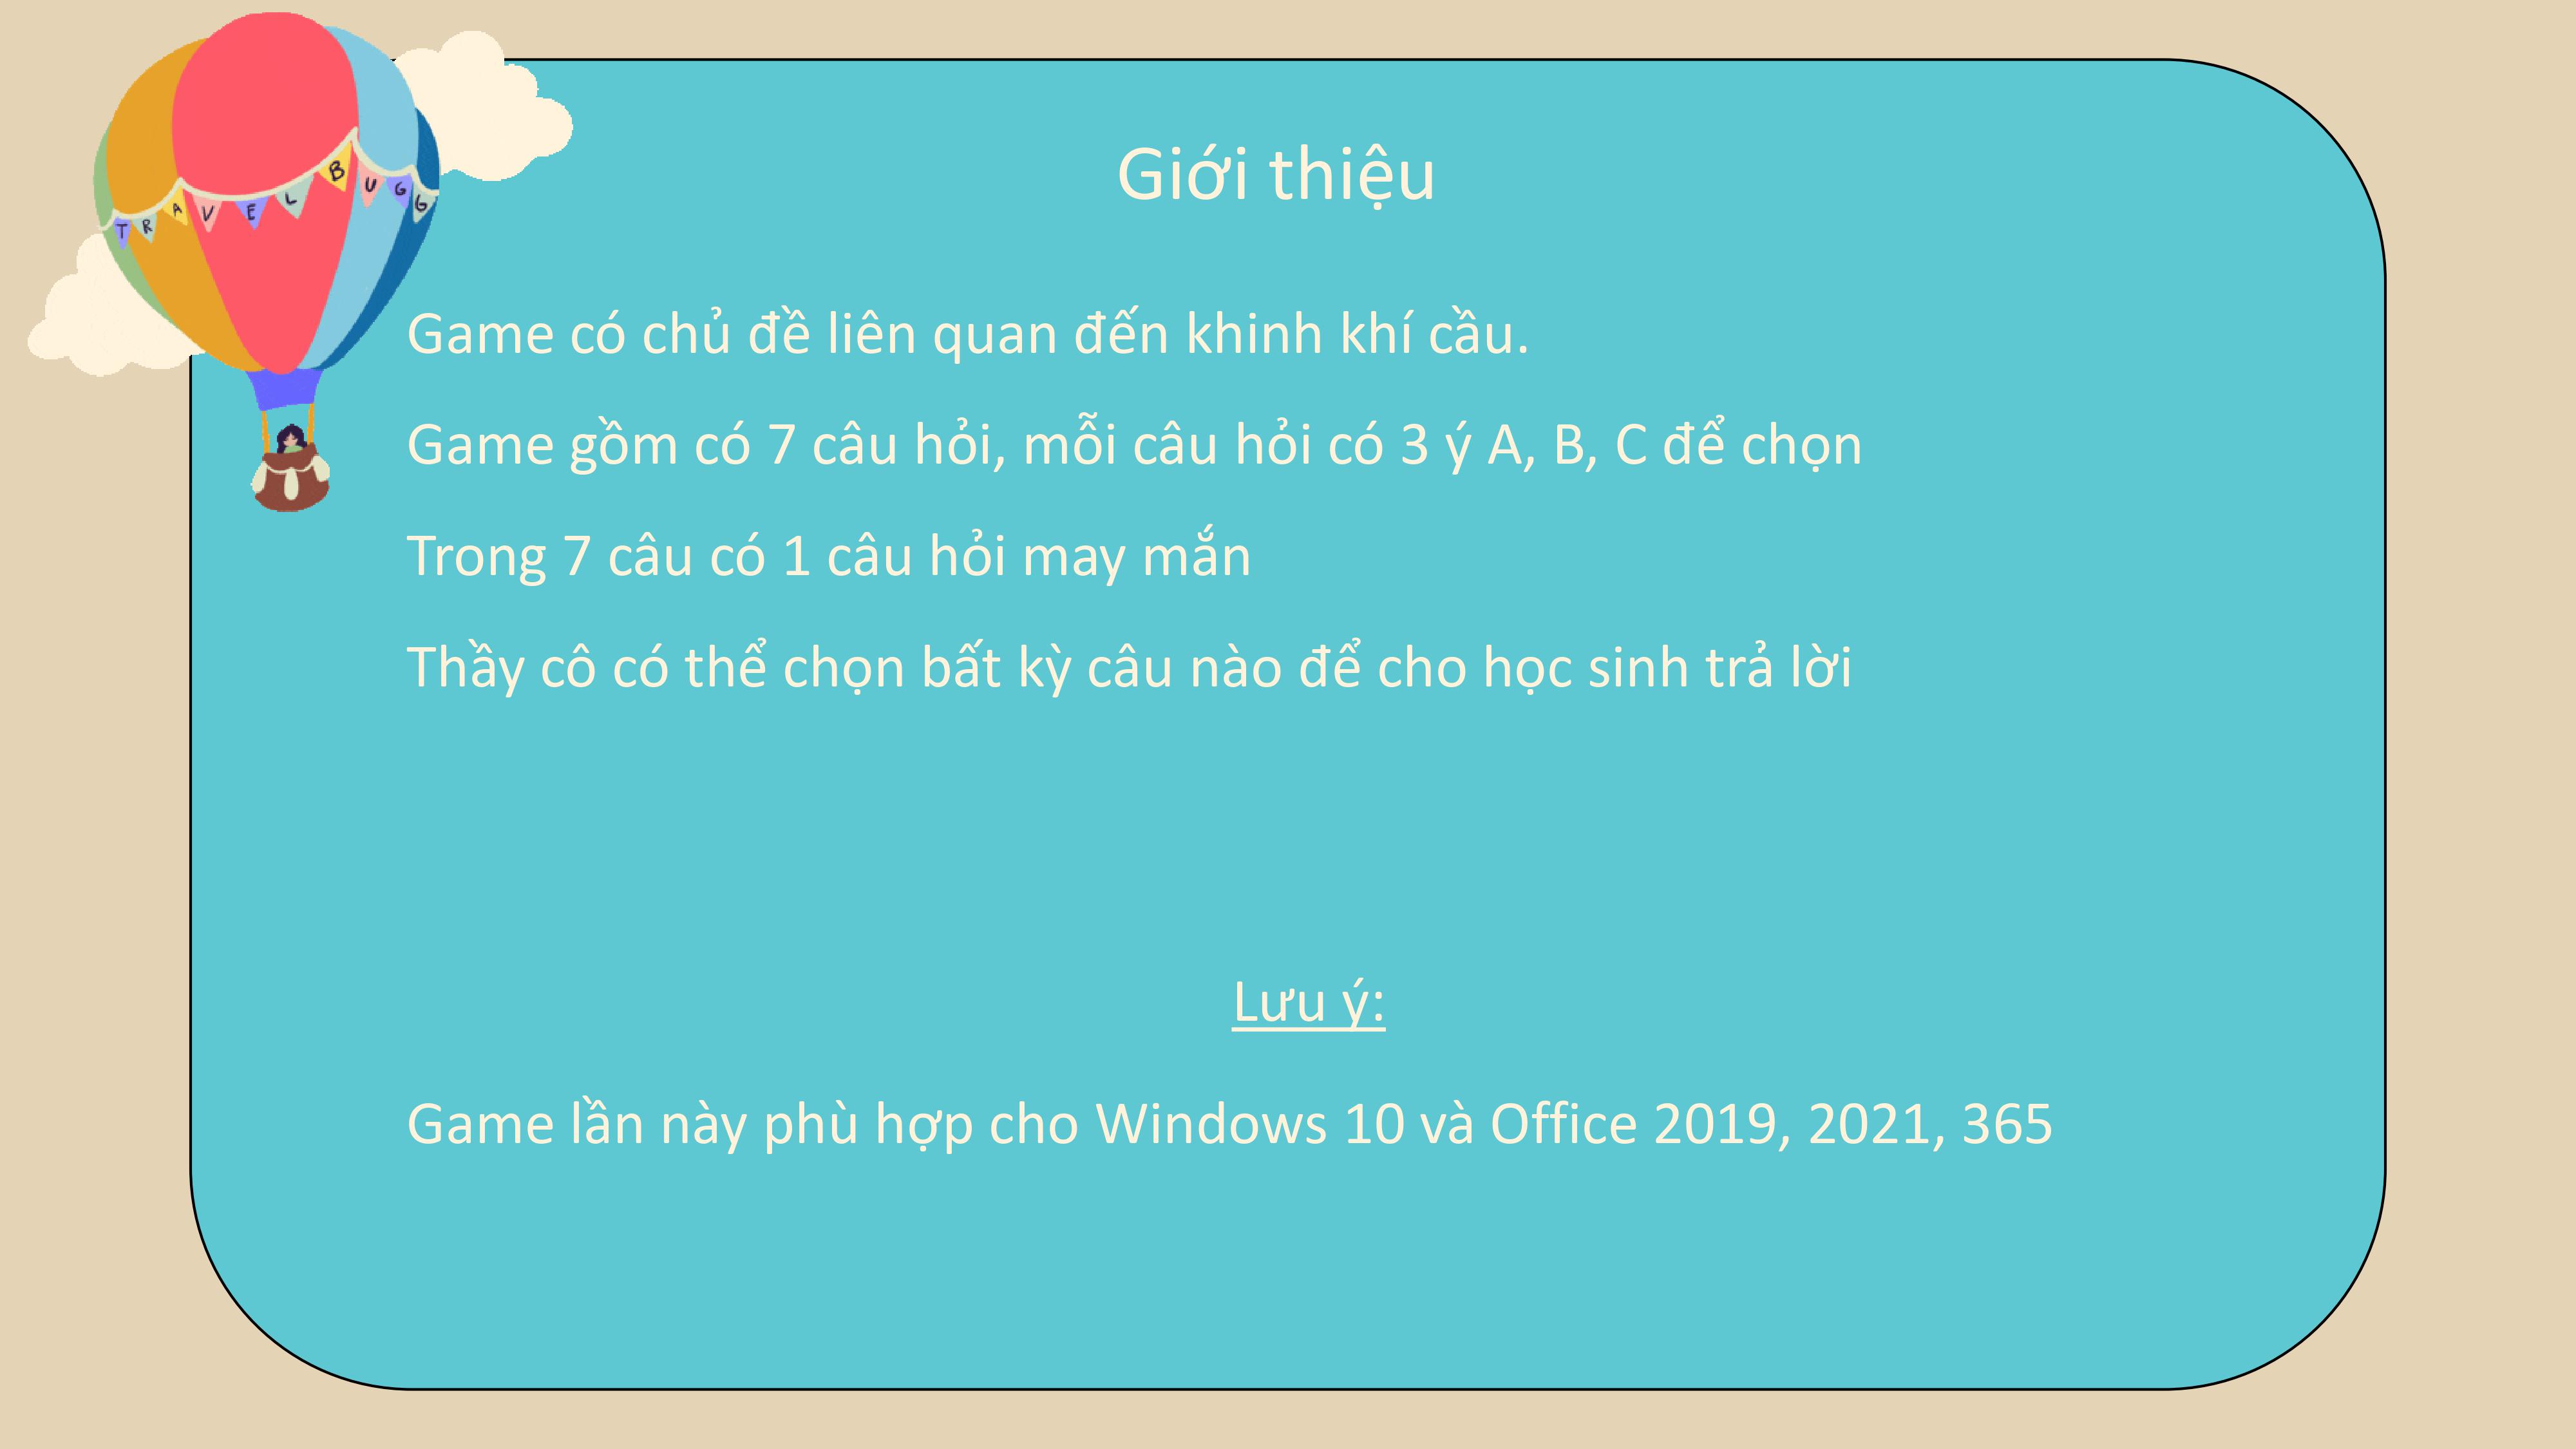 TRAVEL BUGG
Giới thiệu
Game có chủ đề liên quan đến khinh khí cầu.
Game gồm có 7 câu hỏi, mỗi câu hỏi có 3 ý A, B, C để chọn
Trong 7 câu có 1 câu hỏi may mắn
Thầy cô có thể chọn bất kỳ câu nào để cho học sinh trả lời
Lưu ý:
Game lần này phù hợp cho Windows 10 và Office 2019, 2021, 365